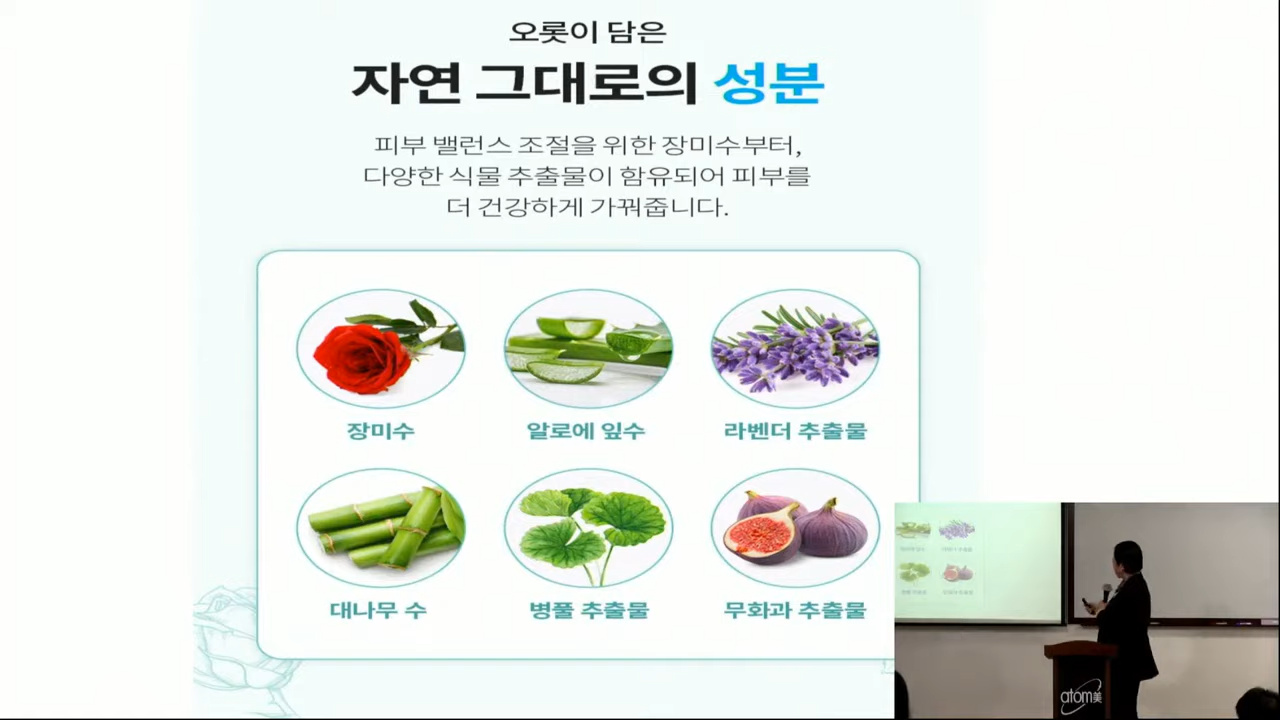 오롯이 담은
자연 그대로의 성분
피부 밸런스 조절을 위한 장미수부터,
다양한 식물 추출물이 함유되어 피부를
더 건강하게 가꿔줍니다.
장미수
알로에 잎수
라벤더 추출물
대나무 수
병풀 추출물
무화과 추출물
atom美